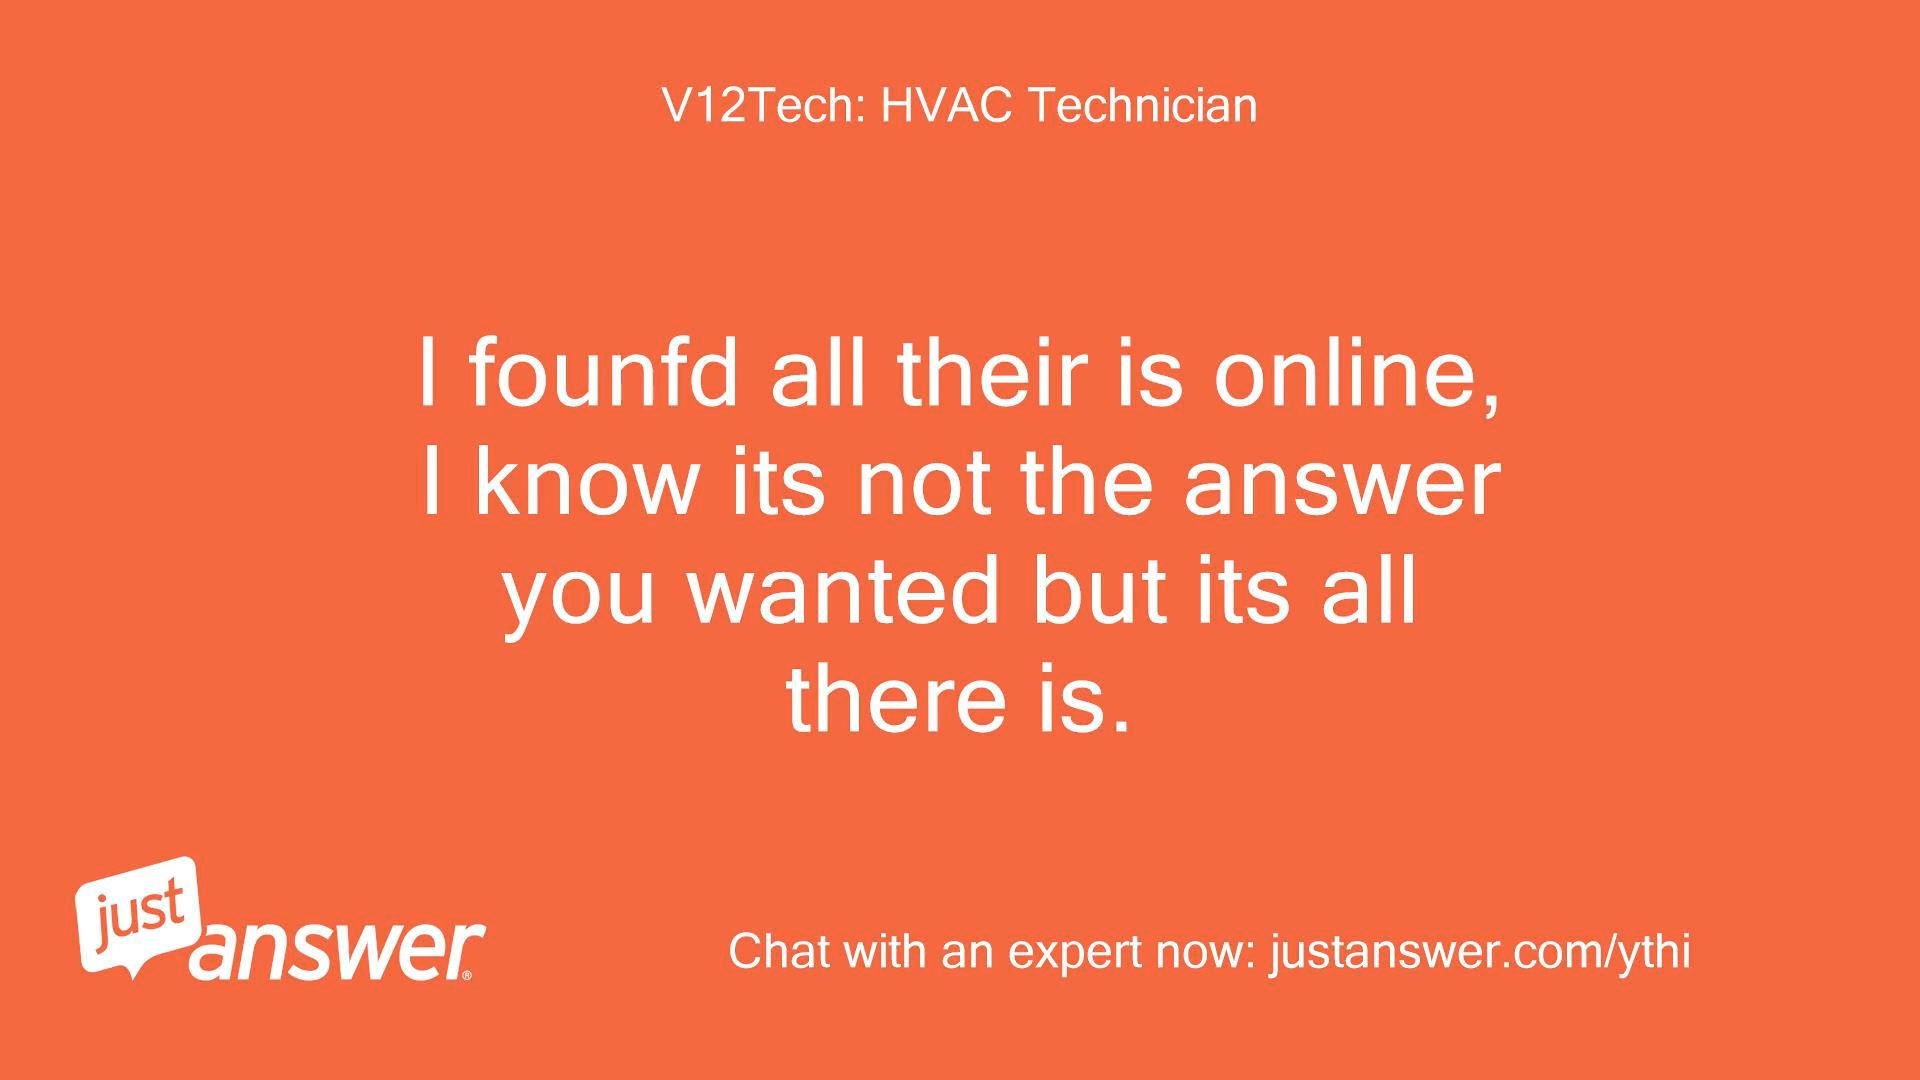 V12Tech: HVAC Technician
I founfd all their is online,
I know its not the answer
you wanted but its all
there is.
just
answer®
Chat with an expert now: justanswer.com/ythi